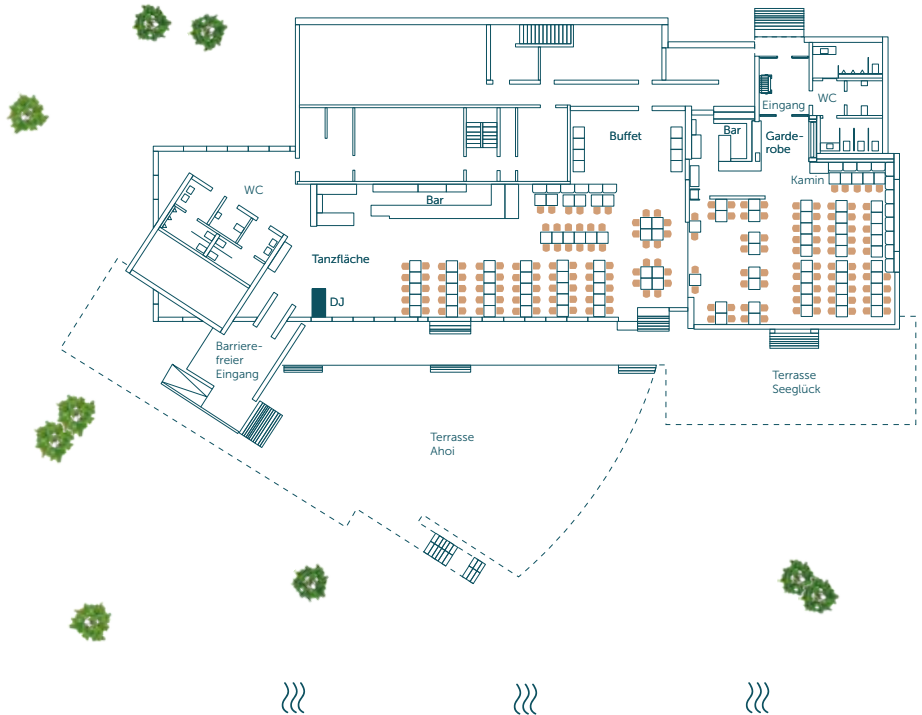 Eingang
WC
Buffet
Bar
Garde-
robe
Kamin
WC
Bar
Tanzfläche
DJ
Barriere-
freier
Eingang
Terrasse
Seeglück
Terrasse
Ahoi